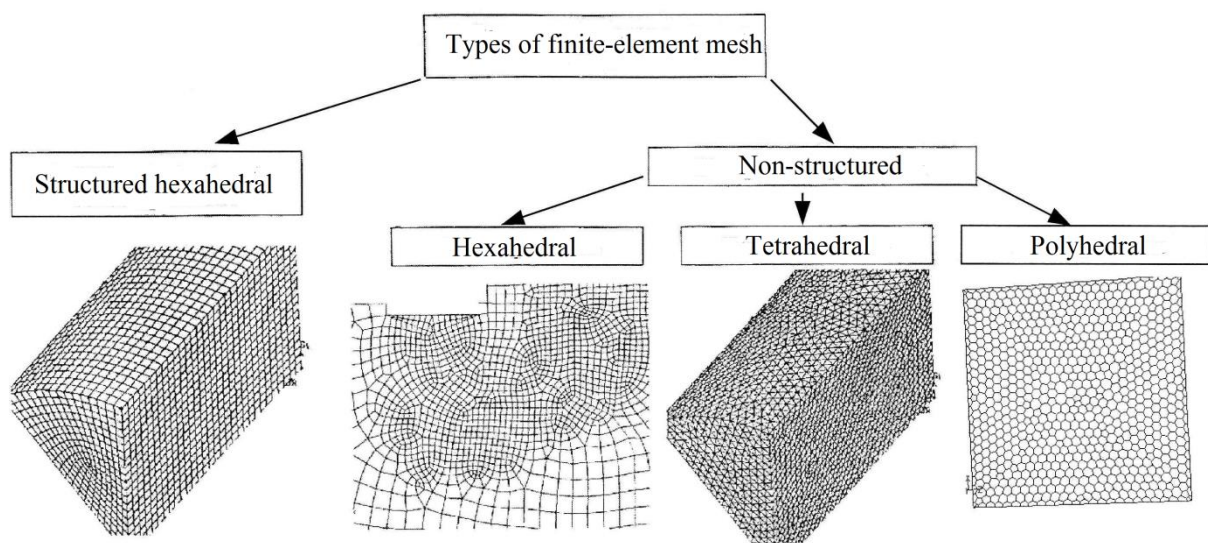 Types of finite-element mesh
Structured hexahedral
Non-structured
Hexahedral
Tetrahedral
Polyhedral